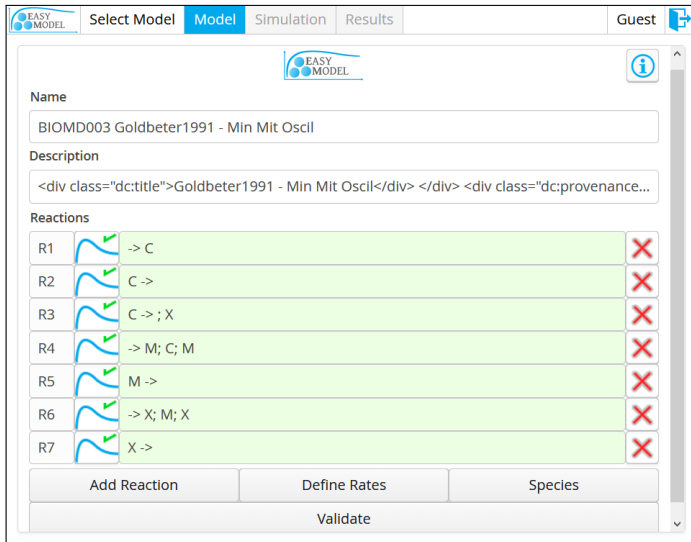 EASY MODEL Select Model Model Simulation Results Guest
EASY
MODEL
Name
BIOMD003 Goldbeter1991 - Min Mit Oscil
Description
<div class="dc:title">Goldbeter1991 - Min Mit Oscil</div> </div> <div class="dc:provenance...
Reactions
R1 -> C
R2 C ->
R3 C -> ; X
R4 -> M; C; M
R5 M ->
R6 -> X; M; X
R7 X ->
Add Reaction Define Rates Species
Validate